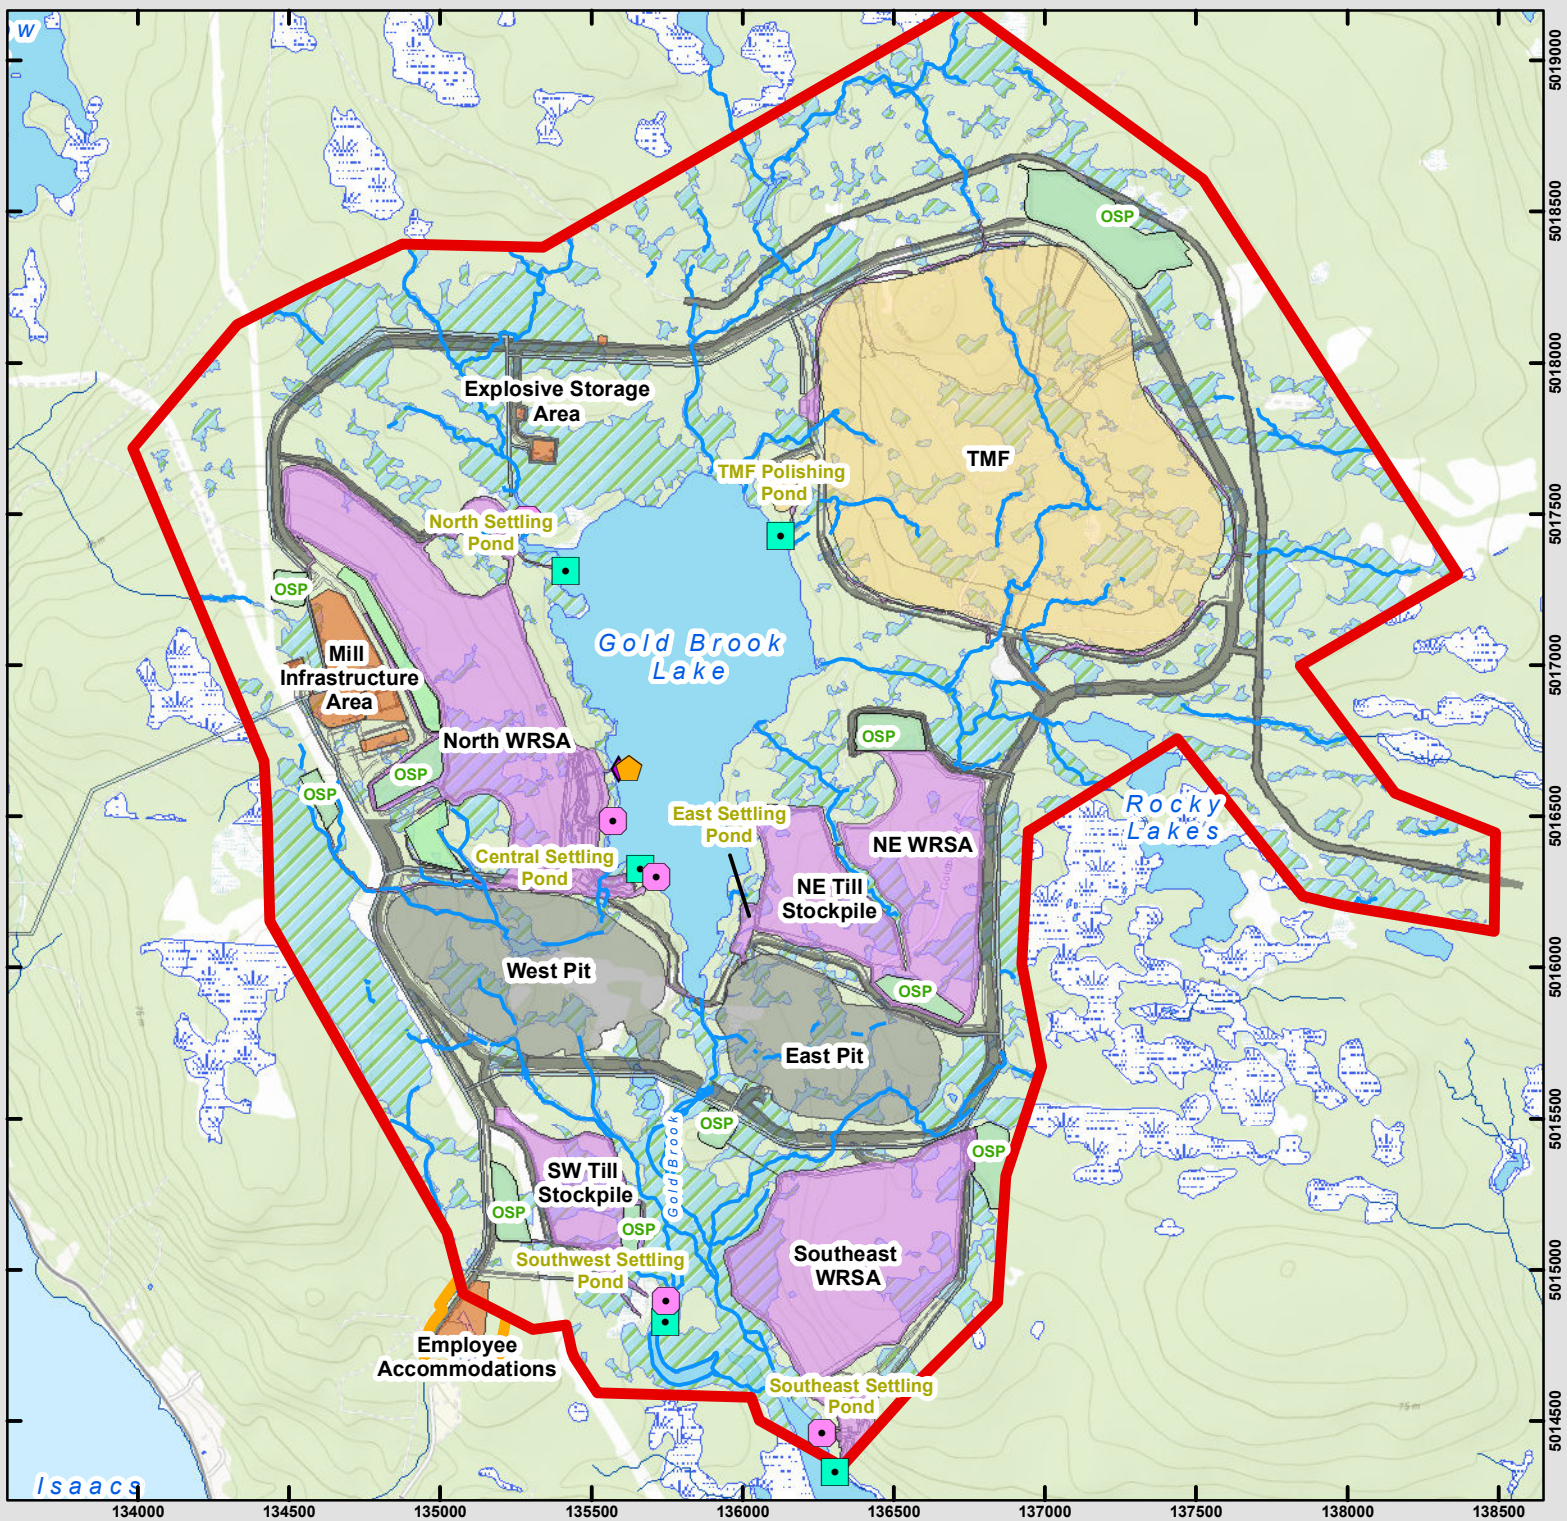 w
5019000
OSP
5018500
5018000
Explosive Storage
Area
TMF
TMF Polishing
Pond
5017500
North Settling
Pond
OSP
Gold Brook
Lake
Mill
Infrastructure
Area
5017000
North WRSA
OSP
OSP
OSP
Rocky
Lake's
East Settling
Pond
NE WRSA
5016500
Central Settling
Pond
NE Till
Stockpile
West Pit
OSP
5016000
East Pit
OSP
Gold Brook
OSP
5015500
SW Till
Stockpile
OSP
OSP
Southwest Settling
Pond
Southeast
WRSA
5015000
Employee
Accommodations
Southeast Settling
Pond
75 m
5014500
Isaacs
134000 134500 135000 135500 136000 136500 137000 137500 138000 138500